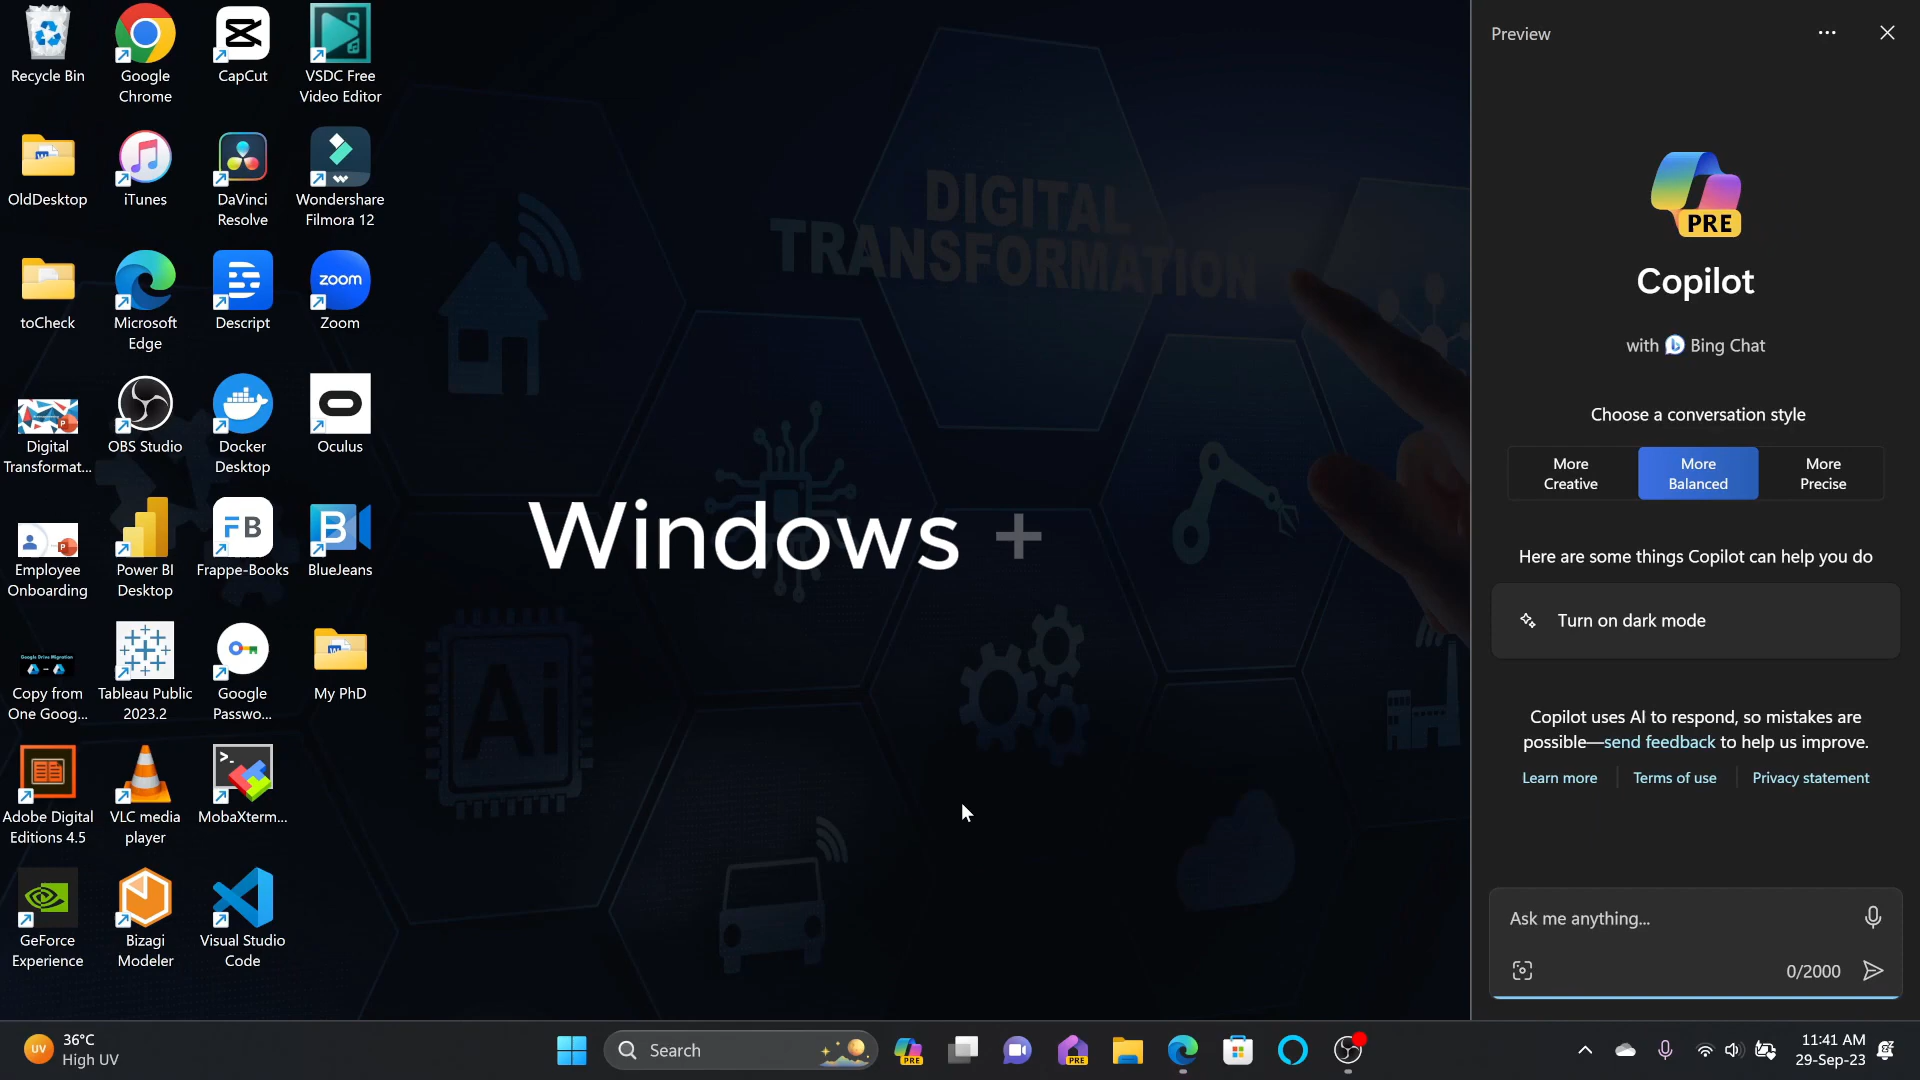 Recycle Bin
Google
Chrome
CapCut
VSDC Free
Video Editor
OldDesktop
iTunes
DaVinci
Resolve
Wondershare
Filmora 12
toCheck
Microsoft
Edge
Descript
zoom
Zoom
Digital
Transformat...
OBS Studio
Docker
Desktop
Oculus
Employee
Onboarding
Power BI
Desktop
FB
Frappe-Books
B
BlueJeans
Google Drive Migration
Copy from
One Goog...
Tableau Public
2023.2
Google
Passwo...
My PhD
Adobe Digital
Editions 4.5
VLC media
player
MobaXterm...
GeForce
Experience
Bizagi
Modeler
Visual Studio
Code
DIGITAL
TRANSFORMATION
Windows +
Ai
Preview
PRE
Copilot
with Bing Chat
Choose a conversation style
More
Creative
More
Balanced
More
Precise
Here are some things Copilot can help you do
Turn on dark mode
Copilot uses AI to respond, so mistakes are
possible—send feedback to help us improve.
Learn more
Terms of use
Privacy statement
Ask me anything...
0/2000
UV
36°C
High UV
Search
PRE
PRE
11:41 AM
29-Sep-23